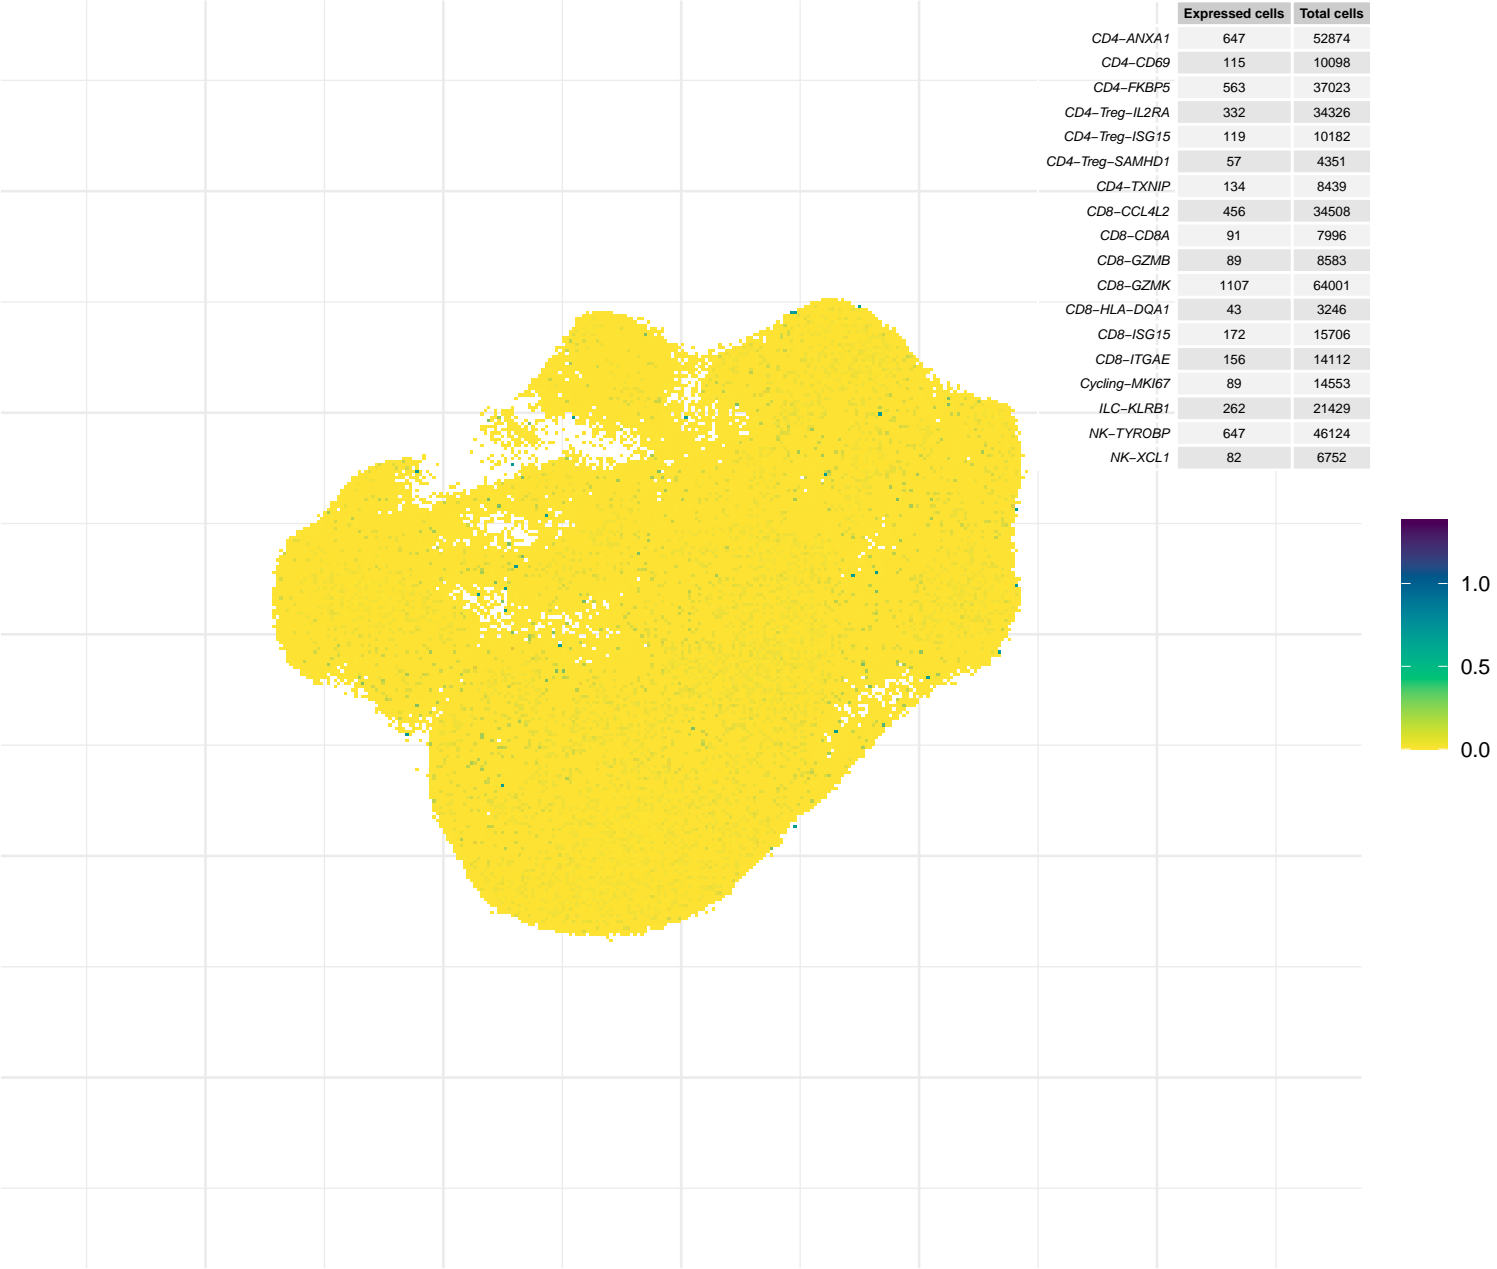 Expressed cells Total cells
CD4−ANXA1 647 52874
CD4−CD69 115 10098
CD4−FKBP5 563 37023
CD4−Treg−IL2RA 332 34326
CD4−Treg−ISG15 119 10182
CD4−Treg−SAMHD1 57 4351
CD4−TXNIP 134 8439
CD8−CCL4L2 456 34508
CD8−CD8A 91 7996
CD8−GZMB 89 8583
CD8−GZMK 1107 64001
CD8−HLA−DQA1 43 3246
CD8−ISG15 172 15706
CD8−ITGAE 156 14112
Cycling−MKI67 89 14553
ILC−KLRB1 262 21429
NK−TYROBP 647 46124
NK−XCL1 82 6752
1.0
0.5
0.0